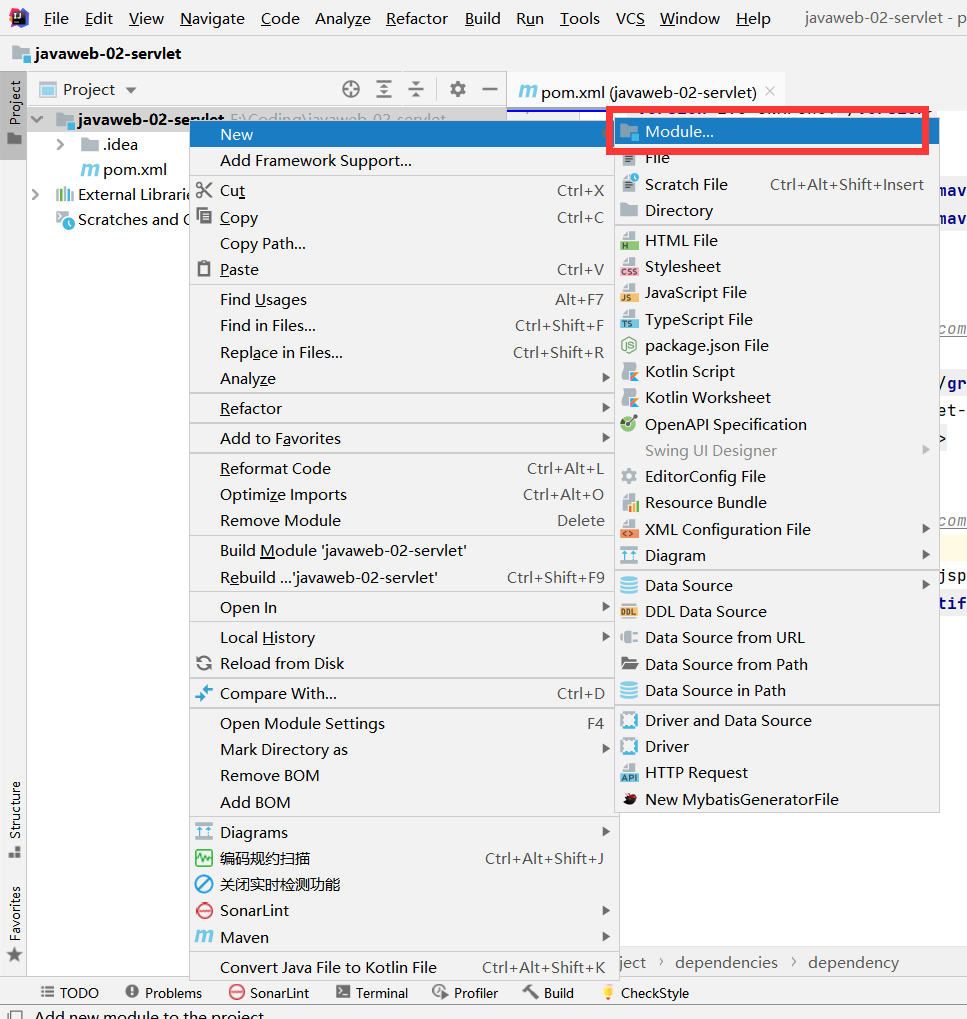 File Edit View Navigate Code Analyze Refactor Build Run Tools VCS Window Help javaweb-02-servlet - p
javaweb-02-servlet
Project
Project
pom.xml (javaweb-02-servlet)
javaweb-02-servlet E:\Coding\javaweb-02-servlet
.idea
pom.xml
External Librarie
Scratches and C
New
Add Framework Support...
Cut Ctrl+X
Copy Ctrl+C
Copy Path...
Paste Ctrl+V
Find Usages Alt+F7
Find in Files... Ctrl+Shift+F
Replace in Files... Ctrl+Shift+R
Analyze
Refactor
Add to Favorites
Reformat Code Ctrl+Alt+L
Optimize Imports Ctrl+Alt+O
Remove Module Delete
Build Module 'javaweb-02-servlet'
Rebuild ...'javaweb-02-servlet' Ctrl+Shift+F9
Open In
Local History
Reload from Disk
Compare With... Ctrl+D
Open Module Settings F4
Mark Directory as
Remove BOM
Add BOM
Diagrams
编码规约扫描 Ctrl+Alt+Shift+J
关闭实时检测功能
SonarLint
Maven
Convert Java File to Kotlin File Ctrl+Alt+Shift+K
Module...
File
Scratch File Ctrl+Alt+Shift+Insert
Directory
HTML File
Stylesheet
JavaScript File
TypeScript File
package.json File
Kotlin Script
Kotlin Worksheet
OpenAPI Specification
Swing UI Designer
EditorConfig File
Resource Bundle
XML Configuration File
Diagram
Data Source
DDL Data Source
Data Source from URL
Data Source from Path
Data Source in Path
Driver and Data Source
Driver
HTTP Request
New MybatisGeneratorFile
mav
mav
com
/gr
et-
>
com
jsp
tif
Structure
Favorites
ject › dependencies › dependency
TODO Problems SonarLint Terminal Profiler Build CheckStyle
Add new module to the project